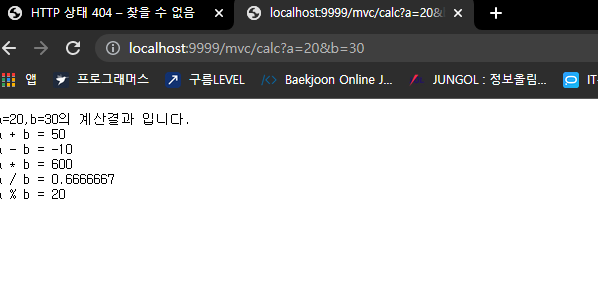 HTTP 상태 404 – 찾을 수 없음
localhost:9999/mvc/calc?a=20&
localhost:9999/mvc/calc?a=20&b=30
앱 프로그래머스 구름LEVEL Baekjoon Online J... JUNGOL : 정보올림... IT
a=20,b=30의 계산결과 입니다.
a + b = 50
a - b = -10
a * b = 600
a / b = 0.6666667
a % b = 20